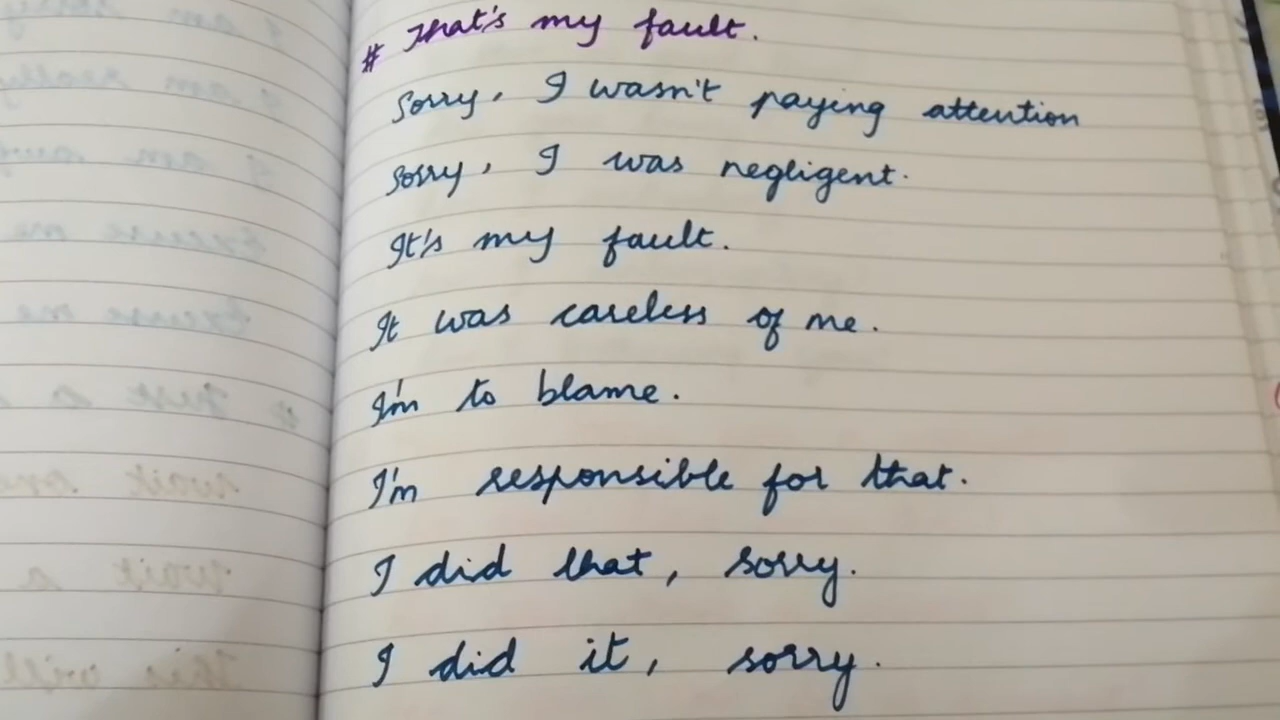 # That's my fault.
Sorry, I wasn't paying attention
Sorry, I was negligent.
It's my fault.
It was careless of me.
I'm to blame.
I'm responsible for that.
I did that, sorry.
I did it, sorry.